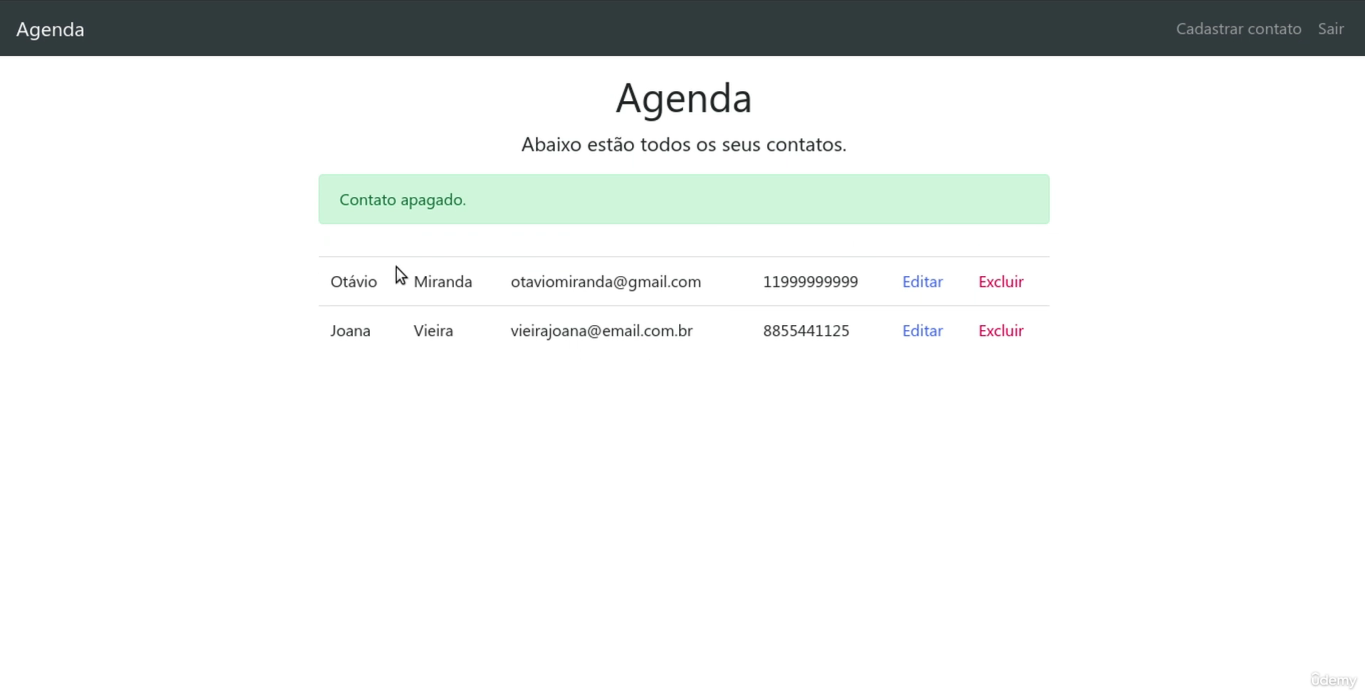 Agenda Cadastrar contato Sair
Agenda
Abaixo estão todos os seus contatos.
Contato apagado.
Otávio Miranda otaviomiranda@gmail.com 11999999999 Editar Excluir
Joana Vieira vieirajoana@email.com.br 8855441125 Editar Excluir
ûdemy